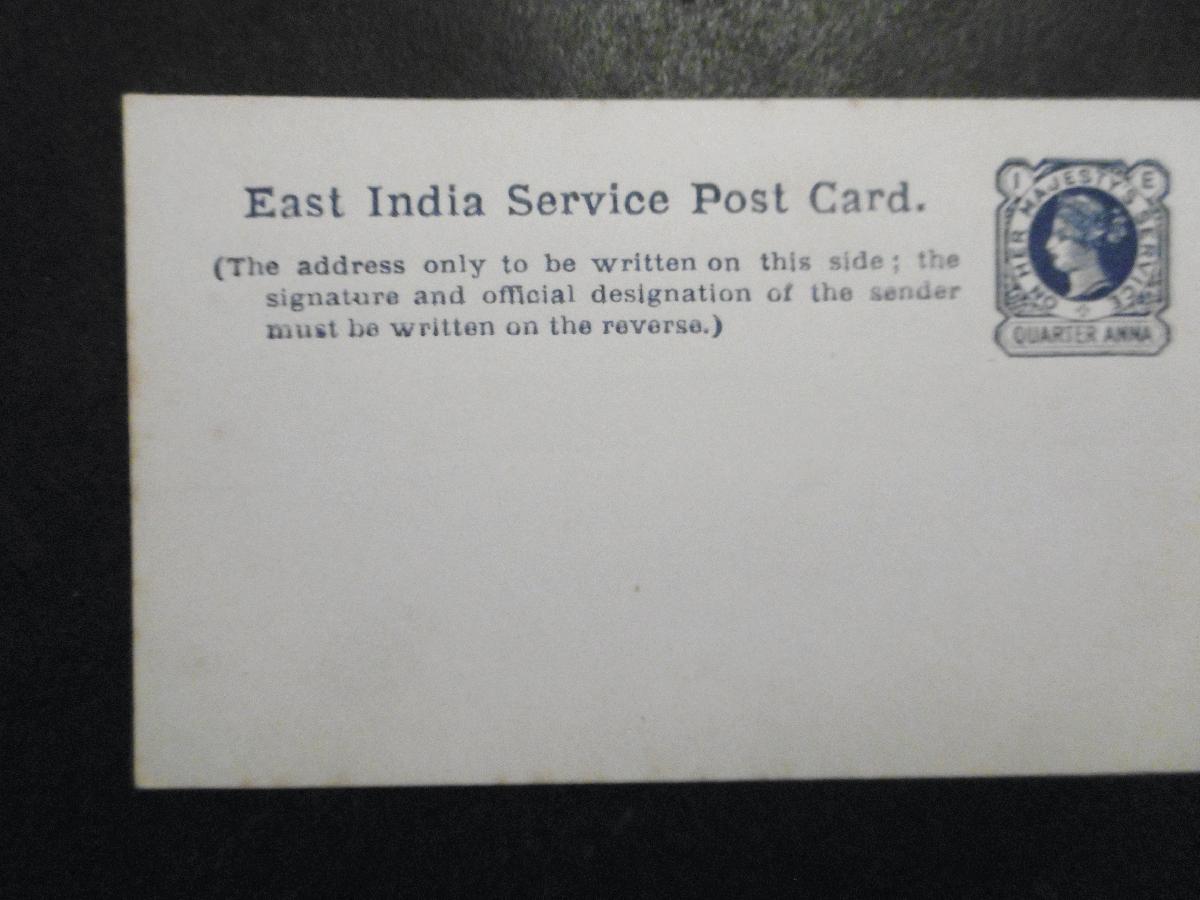 East India Service Post Card.
(The address only to be written on this side; the
signature and official designation of the sender
must be written on the reverse.)
I E
ON HER MAJESTY'S SERVICE
QUARTER ANNA